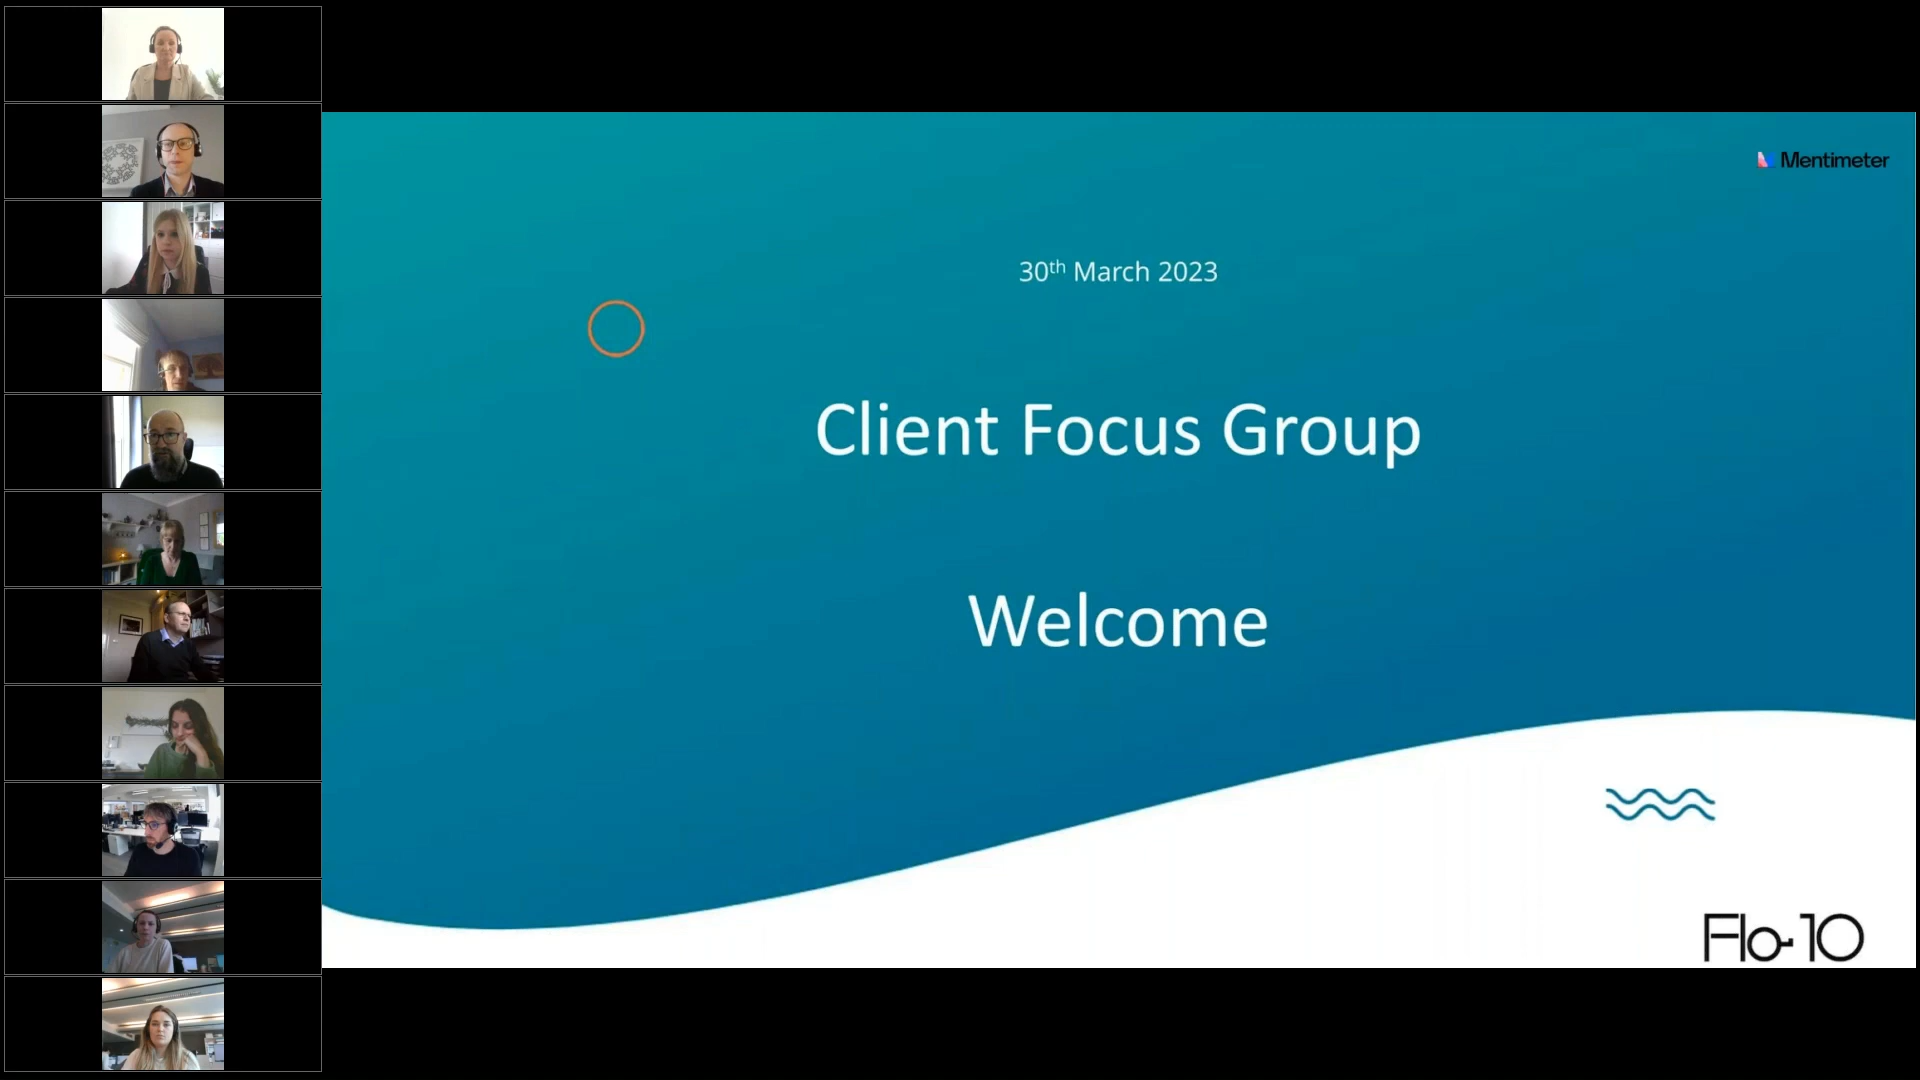 Mentimeter
30th March 2023
Client Focus Group
Welcome
Flo-10